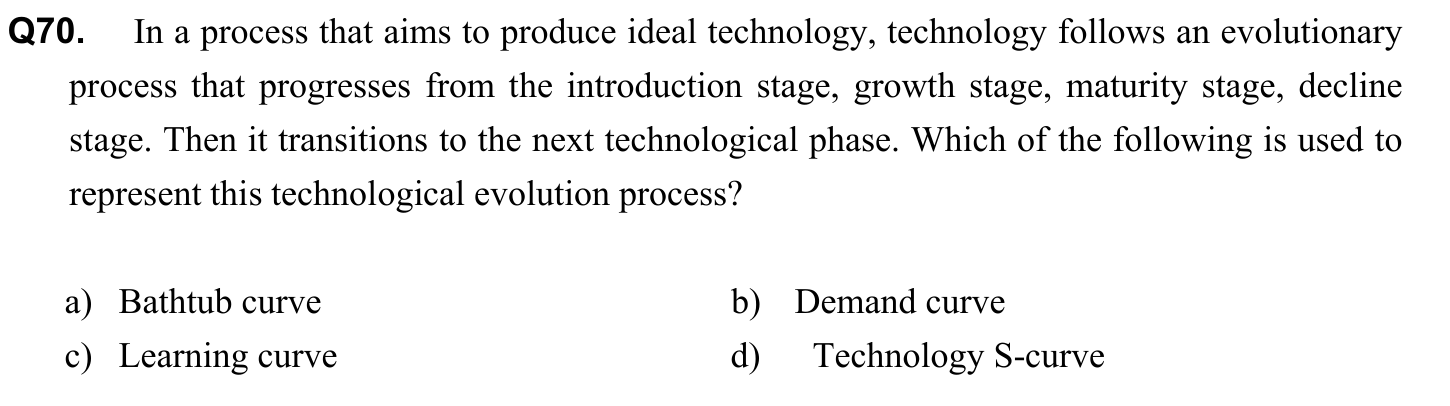 Q70. In a process that aims to produce ideal technology, technology follows an evolutionary
process that progresses from the introduction stage, growth stage, maturity stage, decline
stage. Then it transitions to the next technological phase. Which of the following is used to
represent this technological evolution process?
a) Bathtub curve b) Demand curve
c) Learning curve d) Technology S-curve